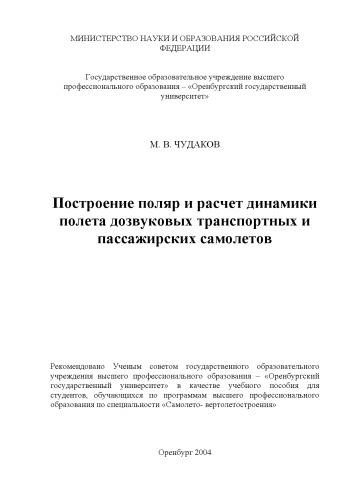 МИНИСТЕРСТВО НАУКИ И ОБРАЗОВАНИЯ РОССИЙСКОЙ
ФЕДЕРАЦИИ
Государственное образовательное учреждение высшего
профессионального образования – «Оренбургский государственный
университет»
М. В. ЧУДАКОВ
Построение поляр и расчет динамики
полета дозвуковых транспортных и
пассажирских самолетов
Рекомендовано Ученым советом государственного образовательного
учреждения высшего профессионального образования – «Оренбургский
государственный университет» в качестве учебного пособия для
студентов, обучающихся по программам высшего профессионального
образования по специальности «Самолето- вертолетостроения»
Оренбург 2004